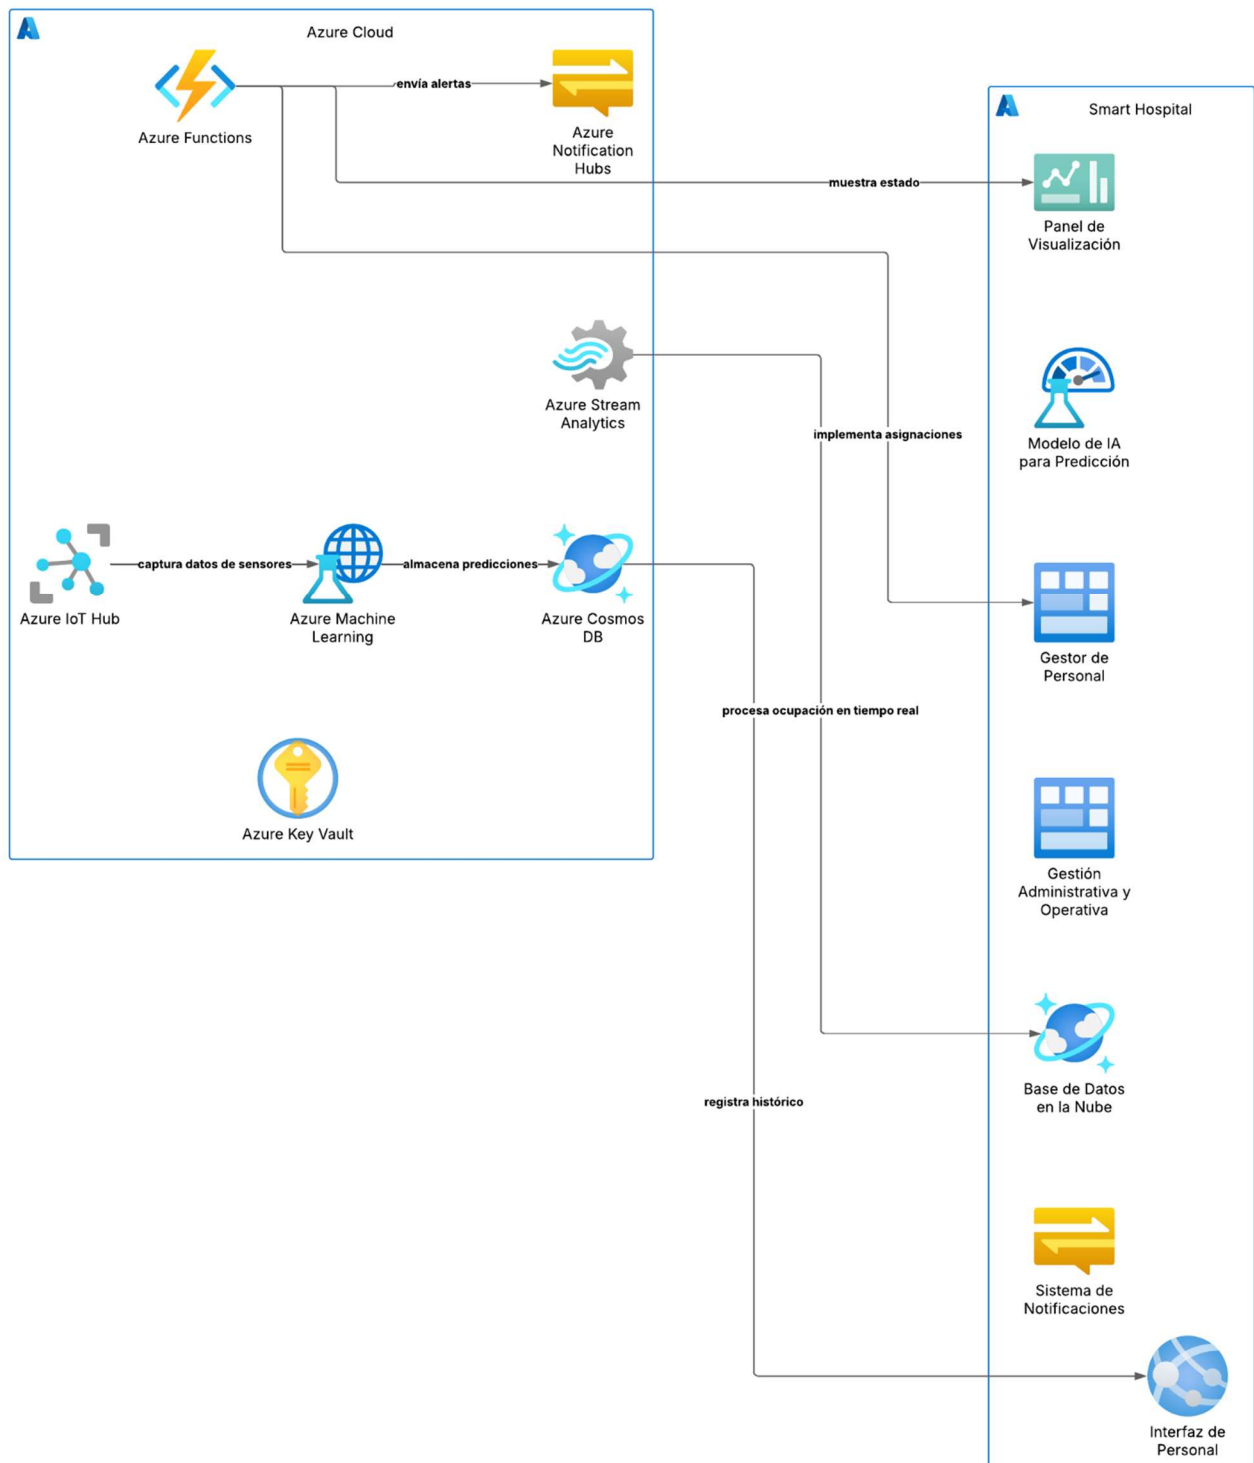 Azure Cloud
Azure Functions
envía alertas
Azure
Notification
Hubs
Smart Hospital
muestra estado
Panel de
Visualización
Azure Stream
Analytics
implementa asignaciones
Modelo de IA
para Predicción
captura datos de sensores
almacena predicciones
Azure IoT Hub
Azure Machine
Learning
Azure Cosmos
DB
Gestor de
Personal
procesa ocupación en tiempo real
Azure Key Vault
Gestión
Administrativa y
Operativa
Base de Datos
en la Nube
registra histórico
Sistema de
Notificaciones
Interfaz de
Personal